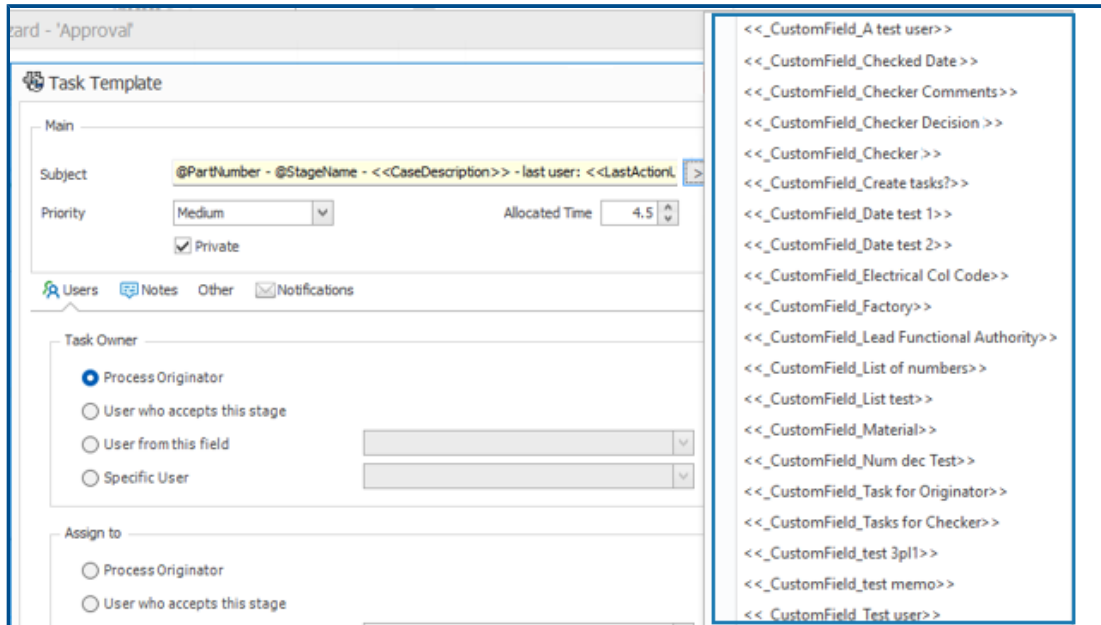 zard - 'Approval'
Task Template
Main
Subject
@PartNumber - @StageName - <<CaseDescription>> - last user: <<LastActionU
>
Priority
Medium
Allocated Time
4.5
Private
Users
Notes
Other
Notifications
Task Owner
Process Originator
User who accepts this stage
User from this field
Specific User
Assign to
Process Originator
User who accepts this stage
<<_CustomField_A test user>>
<<_CustomField_Checked Date >>
<<_CustomField_Checker Comments>>
<<_CustomField_Checker Decision >>
<<_CustomField_Checker >>
<<_CustomField_Create tasks?>>
<<_CustomField_Date test 1>>
<<_CustomField_Date test 2>>
<<_CustomField_Electrical Col Code>>
<<_CustomField_Factory>>
<<_CustomField_Lead Functional Authority>>
<<_CustomField_List of numbers>>
<<_CustomField_List test>>
<<_CustomField_Material>>
<<_CustomField_Num dec Test>>
<<_CustomField_Task for Originator>>
<<_CustomField_Tasks for Checker>>
<<_CustomField_test 3pl1>>
<<_CustomField_test memo>>
<<_CustomField_Test user>>